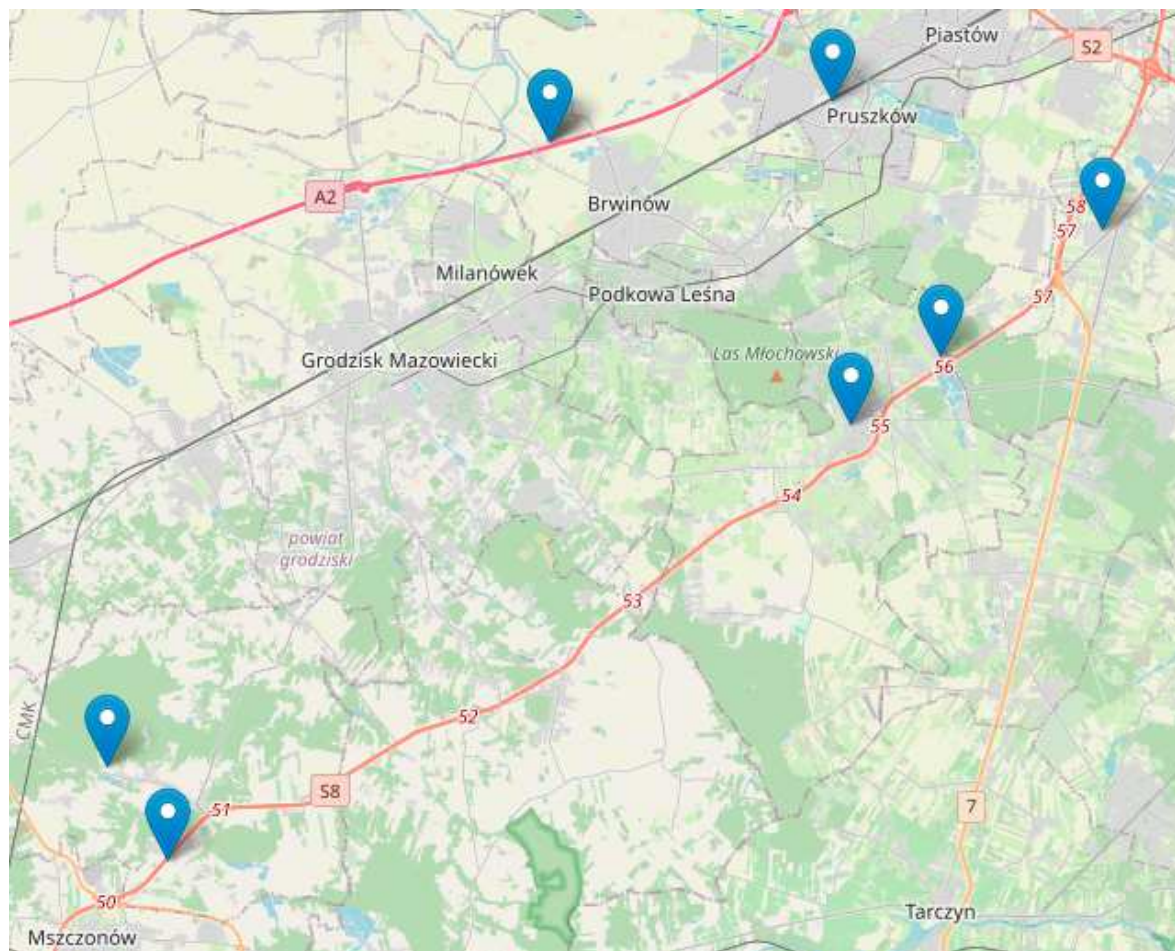 Piastów
S2
Pruszków
A2
Brwinów
58
57
Milanówek
Podkowa Leśna
57
Las Młochowski
Grodzisk Mazowiecki
56
55
54
powiat
grodziski
53
CMK
52
51
S8
7
50
Tarczyn
Mszczonów